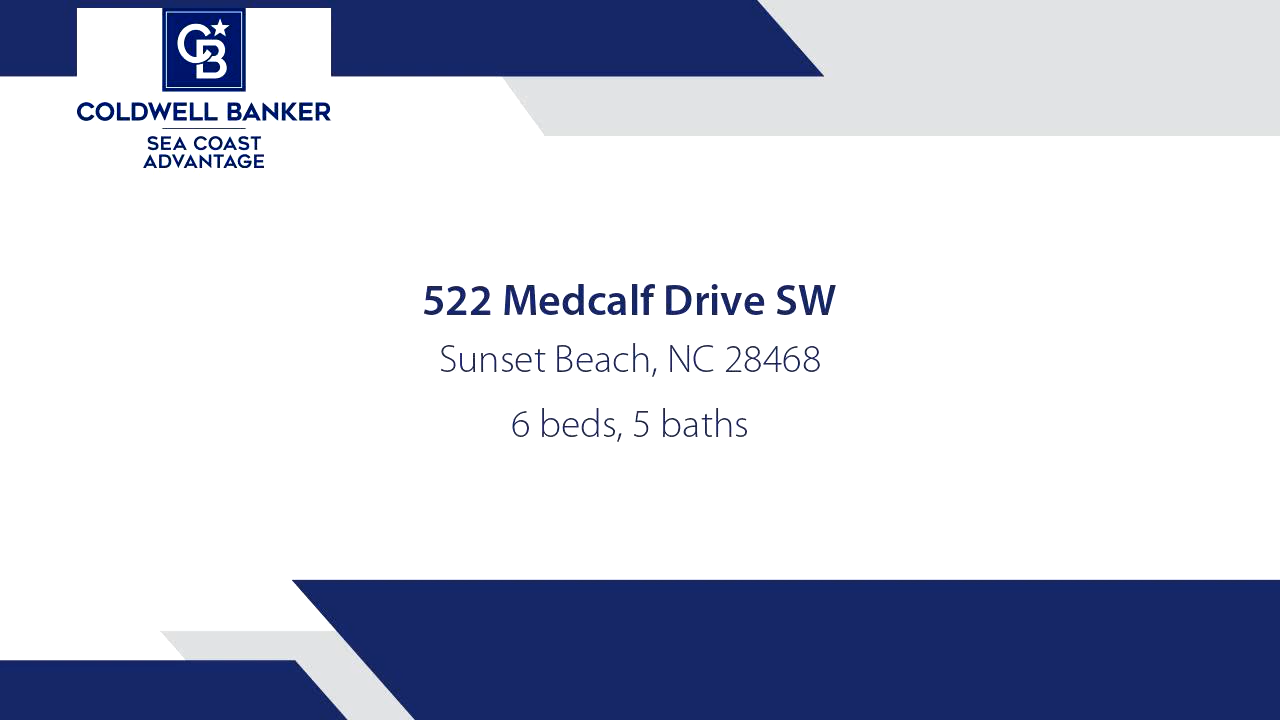 CB
COLDWELL BANKER
SEA COAST
ADVANTAGE
522 Medcalf Drive SW
Sunset Beach, NC 28468
6 beds, 5 baths